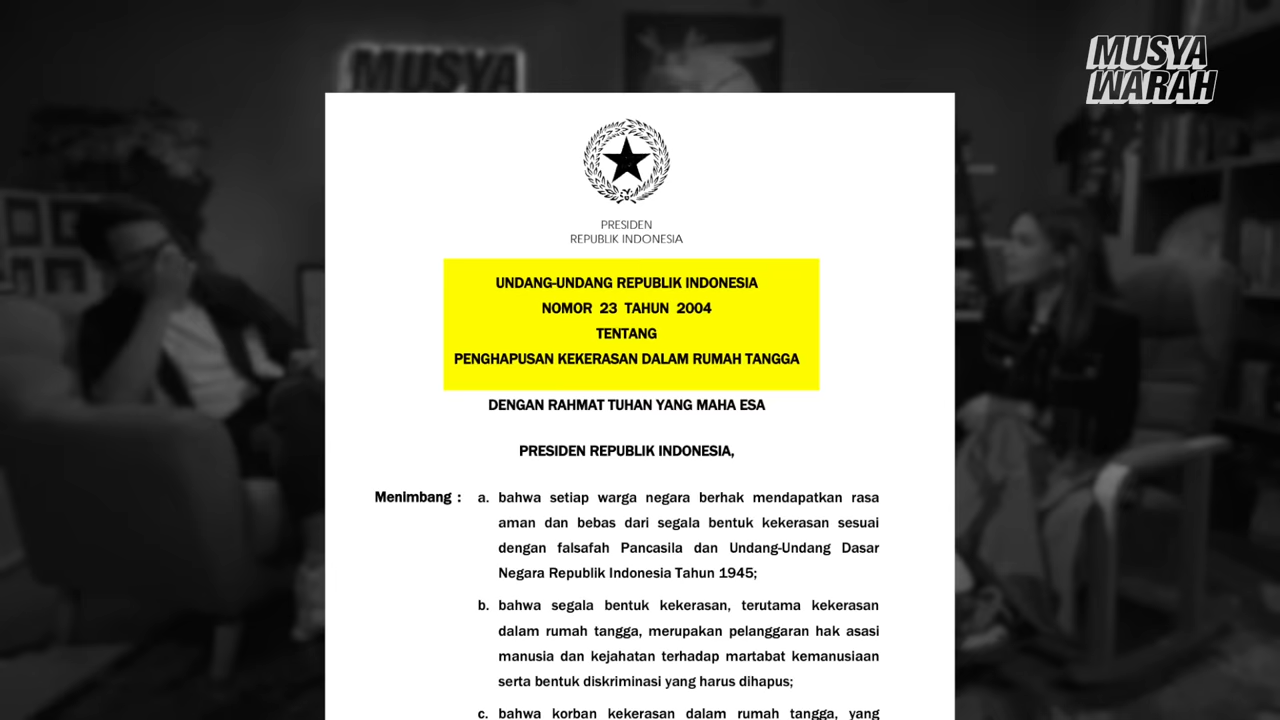 MUSYA
WARAH
MUSYA
PRESIDEN
REPUBLIK INDONESIA
UNDANG-UNDANG REPUBLIK INDONESIA
NOMOR 23 TAHUN 2004
TENTANG
PENGHAPUSAN KEKERASAN DALAM RUMAH TANGGA
DENGAN RAHMAT TUHAN YANG MAHA ESA
PRESIDEN REPUBLIK INDONESIA,
Menimbang : a. bahwa setiap warga negara berhak mendapatkan rasa
aman dan bebas dari segala bentuk kekerasan sesuai
dengan falsafah Pancasila dan Undang-Undang Dasar
Negara Republik Indonesia Tahun 1945;
b. bahwa segala bentuk kekerasan, terutama kekerasan
dalam rumah tangga, merupakan pelanggaran hak asasi
manusia dan kejahatan terhadap martabat kemanusiaan
serta bentuk diskriminasi yang harus dihapus;
c. bahwa korban kekerasan dalam rumah tangga, yang